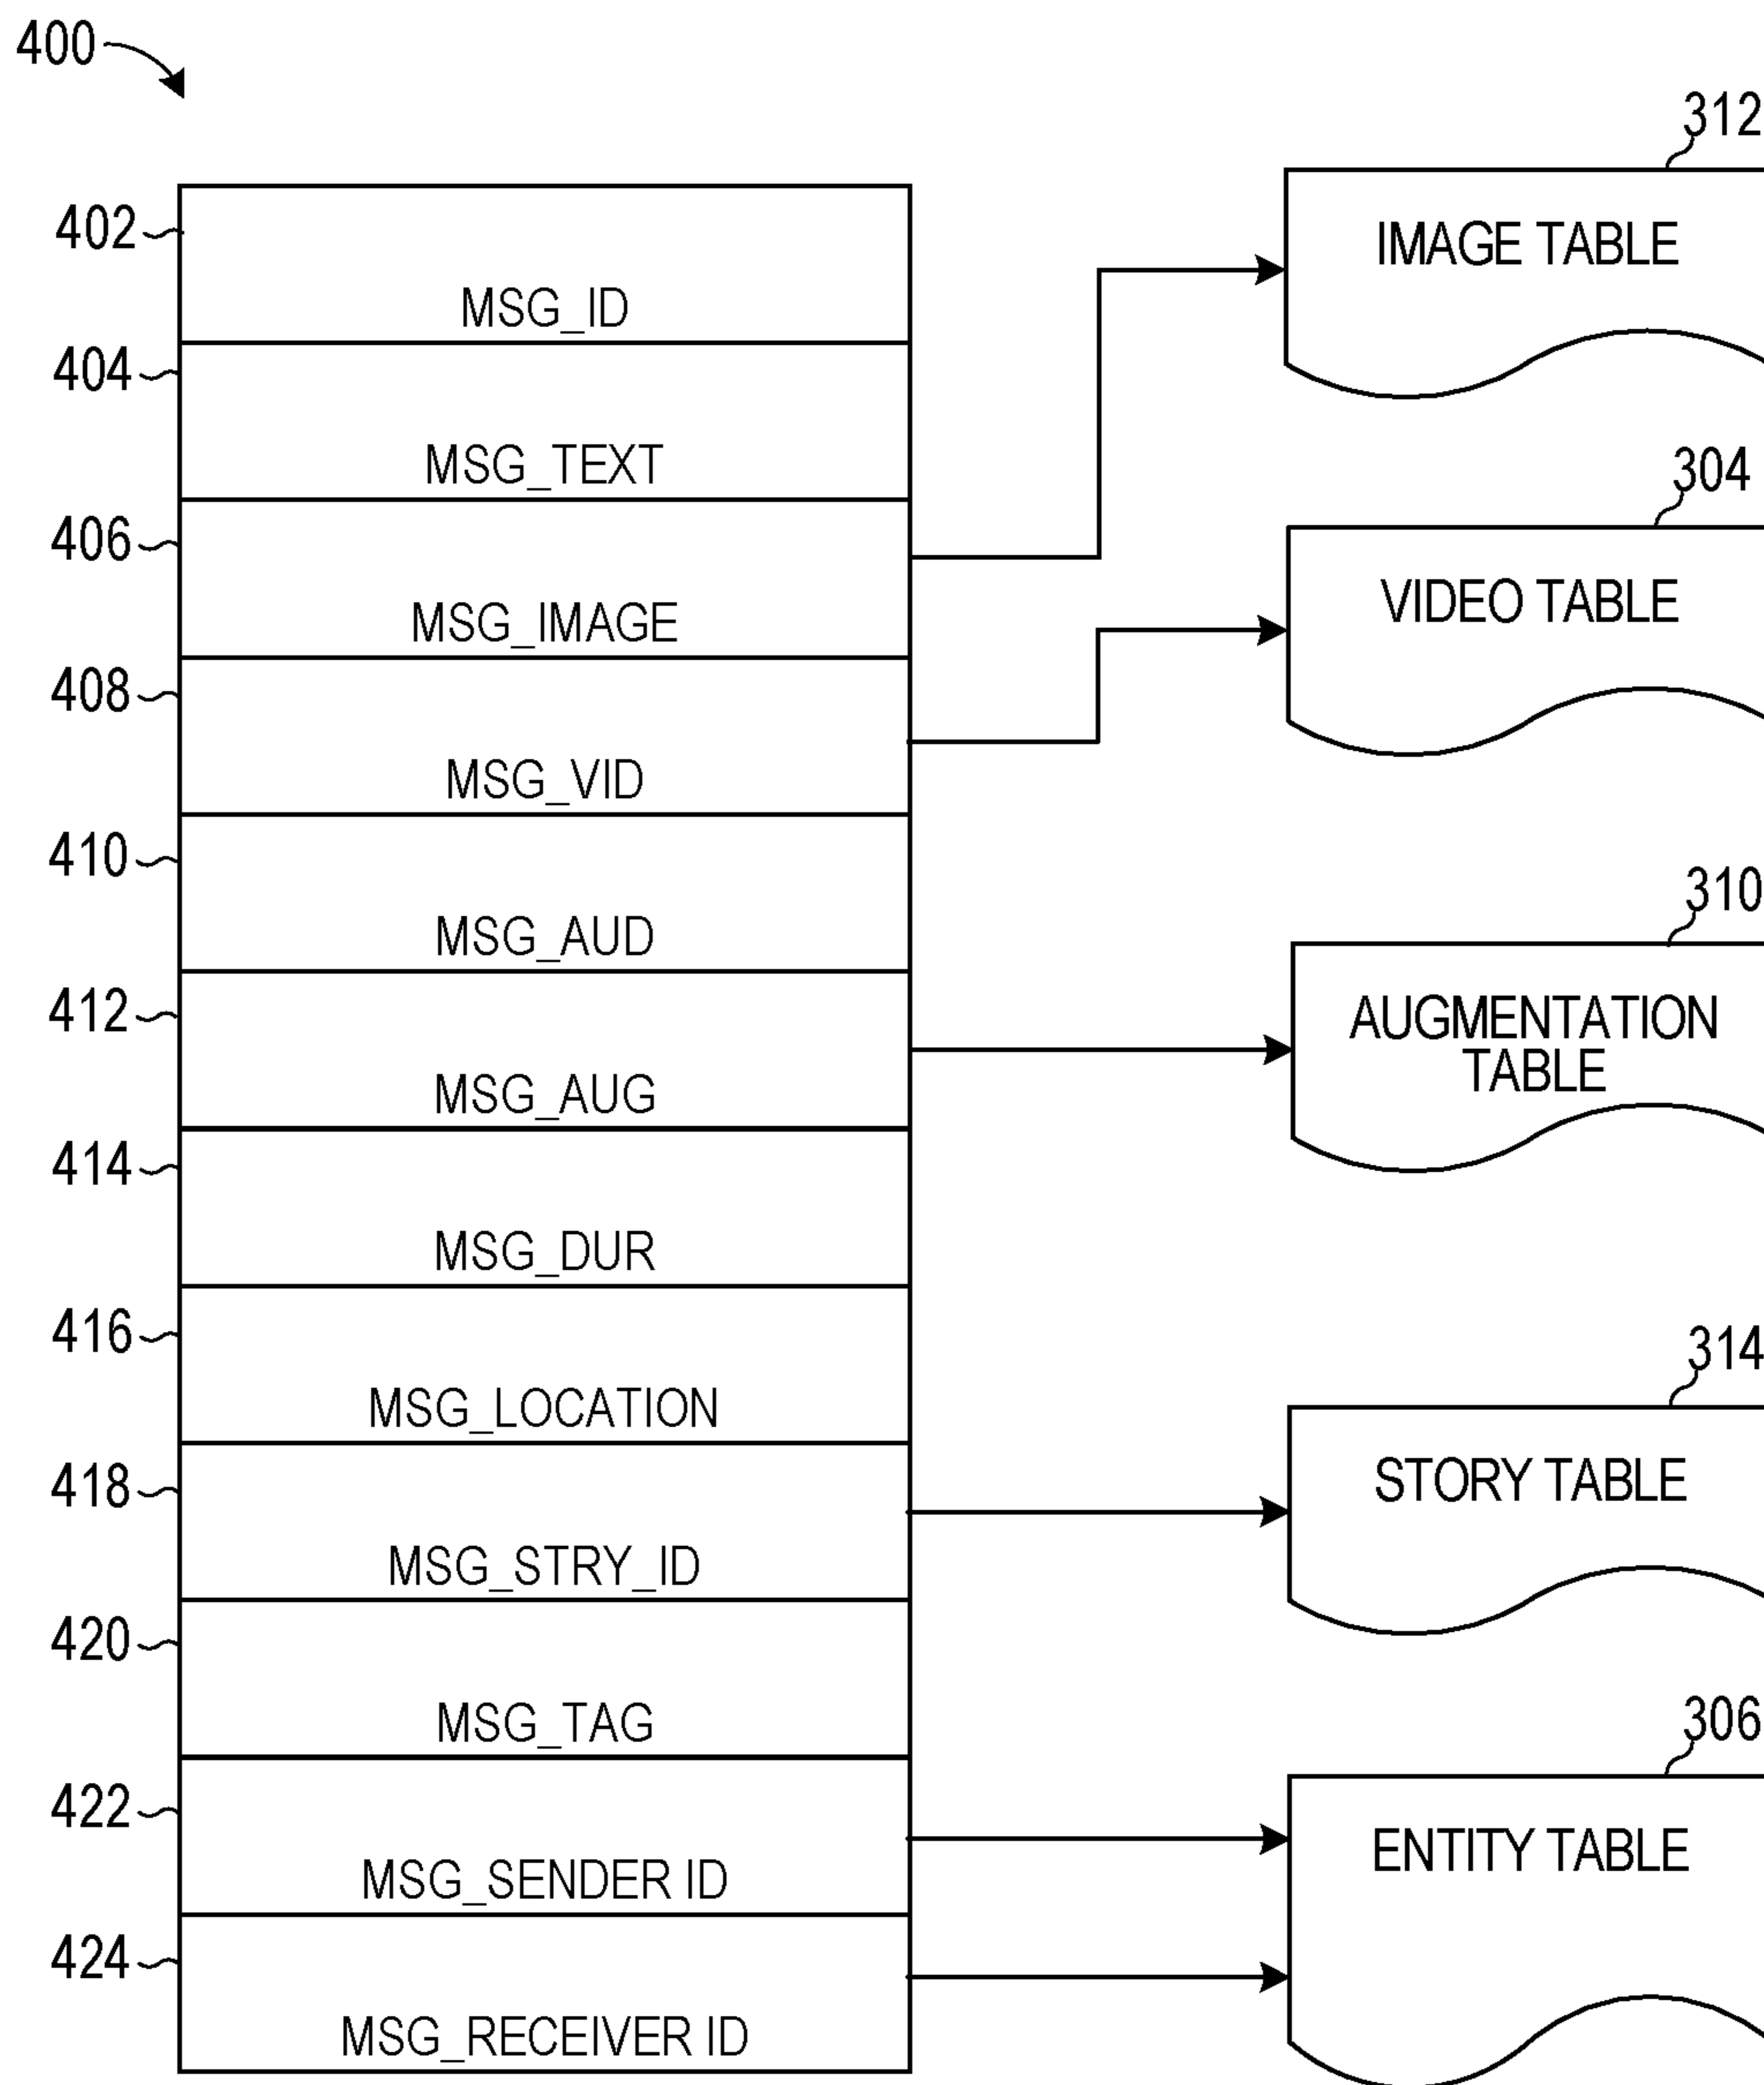 400
312
402
IMAGE TABLE
MSG_ID
404
MSG_TEXT
304
406
VIDEO TABLE
MSG_IMAGE
408
MSG_VID
410
310
MSG_AUD
412
AUGMENTATION
TABLE
MSG_AUG
414
MSG_DUR
416
314
MSG_LOCATION
418
STORY TABLE
MSG_STRY_ID
420
306
MSG_TAG
422
ENTITY TABLE
MSG_SENDER ID
424
MSG_RECEIVER ID